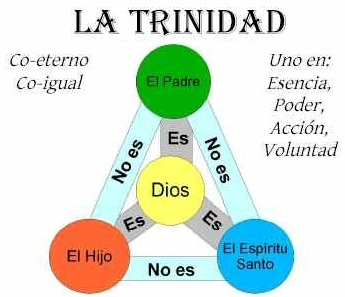 LA TRINIDAD
Co-eterno
Co-igual
Uno en:
Esencia,
Poder,
Acción,
Voluntad
El Padre
No es
Es
No es
Dios
Es
Es
El Hijo
No es
El Espíritu
Santo